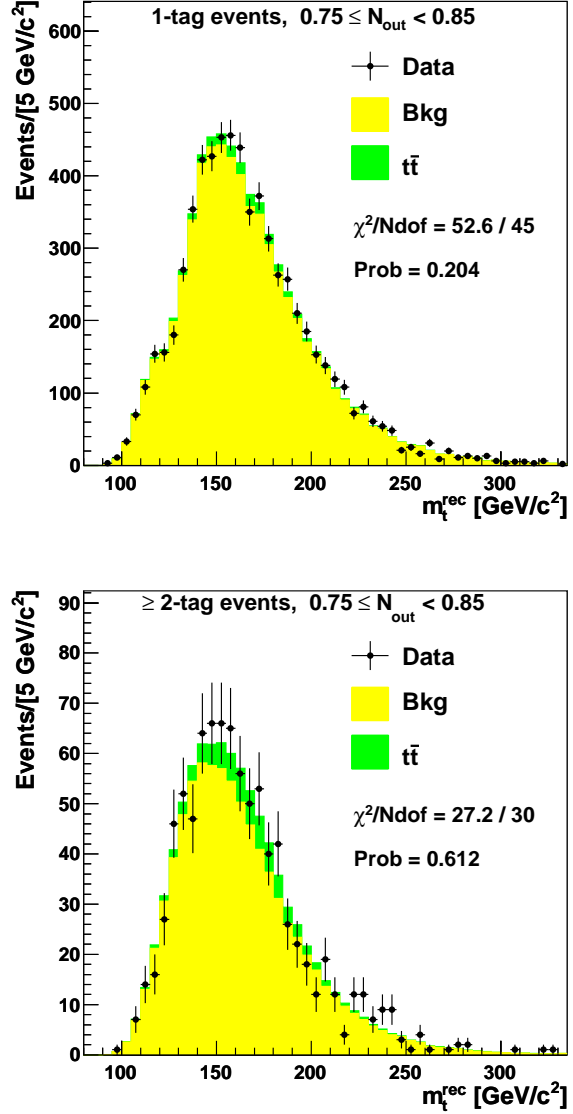 1-tag events, 0.75 ≤ N_out < 0.85
Events/[5 GeV/c²]
600
500
400
300
200
100
0
Data
Bkg
tt̄
χ²/Ndof = 52.6 / 45
Prob = 0.204
100 150 200 250 300
m_t^rec [GeV/c²]
≥ 2-tag events, 0.75 ≤ N_out < 0.85
Events/[5 GeV/c²]
90
80
70
60
50
40
30
20
10
0
Data
Bkg
tt̄
χ²/Ndof = 27.2 / 30
Prob = 0.612
100 150 200 250 300
m_t^rec [GeV/c²]